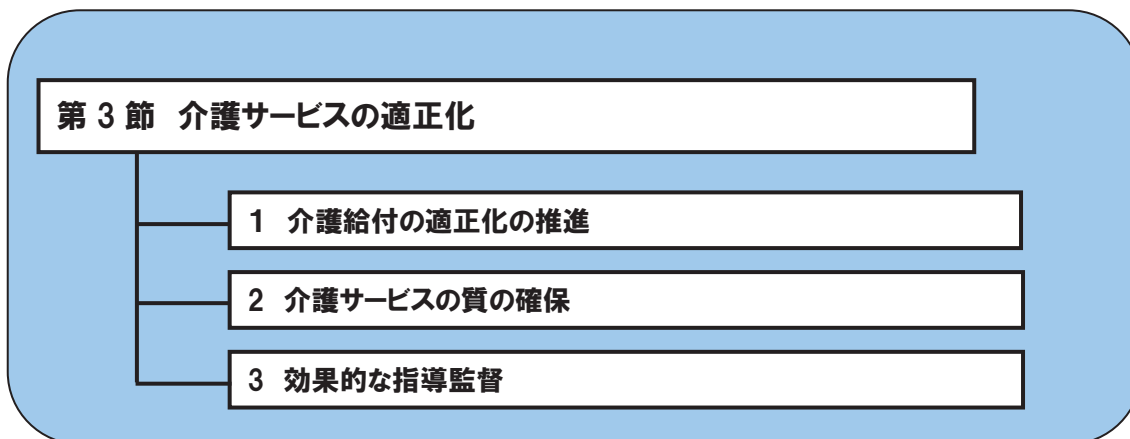 第 3 節 介護サービスの適正化
1 介護給付の適正化の推進
2 介護サービスの質の確保
3 効果的な指導監督